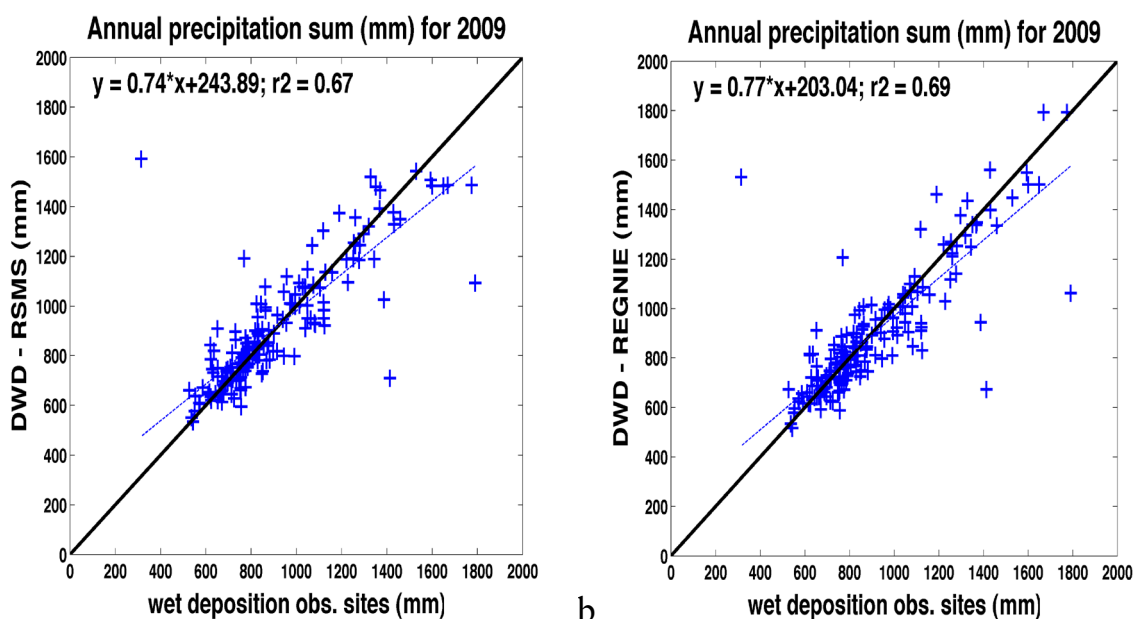 Annual precipitation sum (mm) for 2009
y = 0.74*x+243.89; r2 = 0.67
DWD - RSMS (mm)
2000
1800
1600
1400
1200
1000
800
600
400
200
0
0 200 400 600 800 1000 1200 1400 1600 1800 2000
wet deposition obs. sites (mm)
b
Annual precipitation sum (mm) for 2009
y = 0.77*x+203.04; r2 = 0.69
DWD - REGNIE (mm)
2000
1800
1600
1400
1200
1000
800
600
400
200
0
0 200 400 600 800 1000 1200 1400 1600 1800 2000
wet deposition obs. sites (mm)